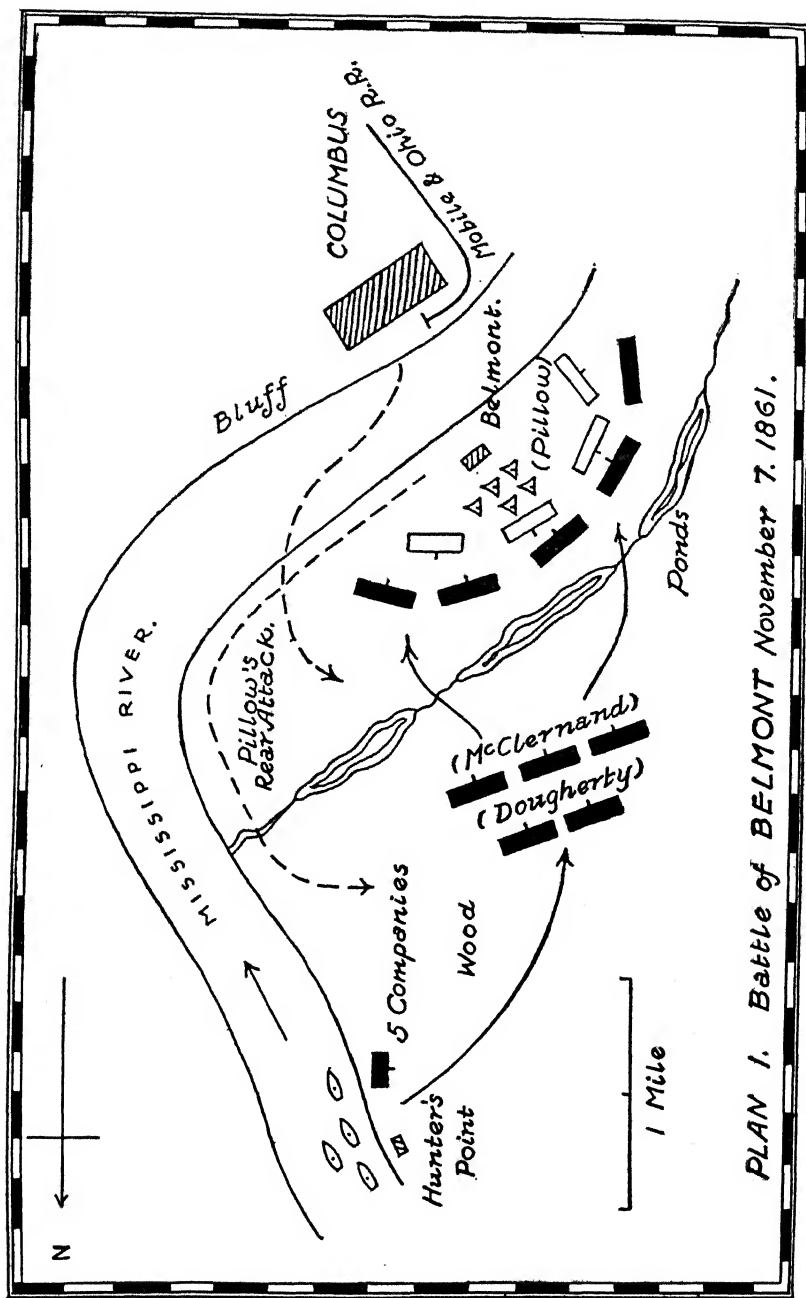 N
MISSISSIPPI RIVER.
Bluff
COLUMBUS
Mobile & Ohio R.R.
Pillow's
Rear Attack.
Belmont.
(Pillow)
5 Companies
Wood
Hunter's
Point
(McClernand)
(Dougherty)
Ponds
1 Mile
PLAN 1. Battle of BELMONT November 7. 1861.